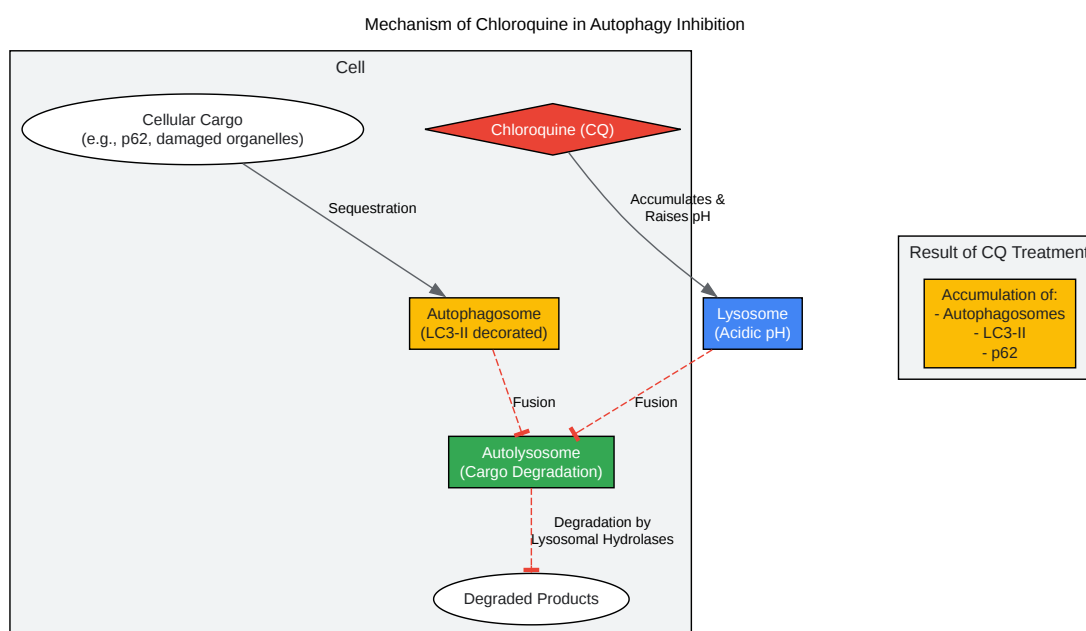 Mechanism of Chloroquine in Autophagy Inhibition
Cell
Cellular Cargo
(e.g., p62, damaged organelles)
Chloroquine (CQ)
Sequestration
Accumulates &
Raises pH
Autophagosome
(LC3-II decorated)
Lysosome
(Acidic pH)
Fusion
Fusion
Autolysosome
(Cargo Degradation)
Degradation by
Lysosomal Hydrolases
Degraded Products
Result of CQ Treatment
Accumulation of:
- Autophagosomes
- LC3-II
- p62